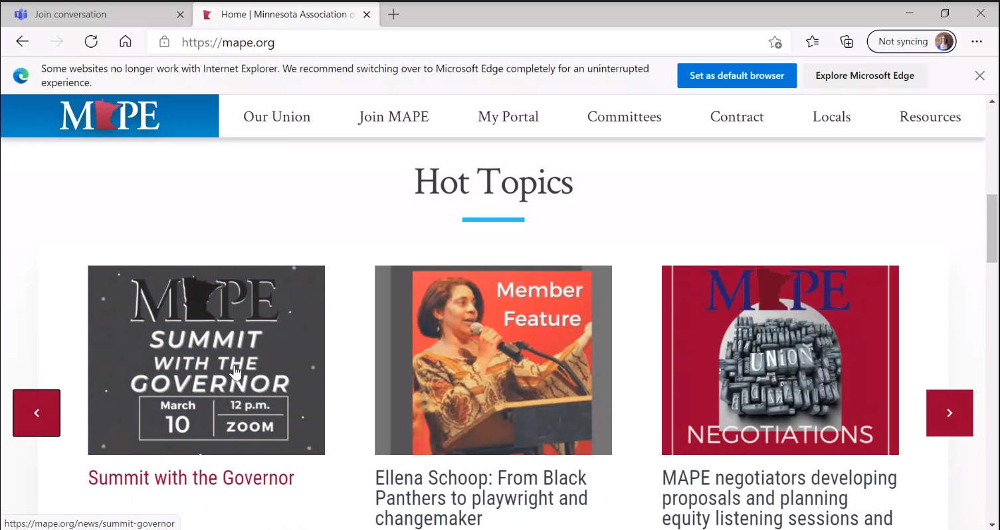 Join conversation
Home | Minnesota Association o
https://mape.org
Not syncing
Some websites no longer work with Internet Explorer. We recommend switching over to Microsoft Edge completely for an uninterrupted
experience.
Set as default browser
Explore Microsoft Edge
MAPE
Our Union
Join MAPE
My Portal
Committees
Contract
Locals
Resources
Hot Topics
MAPE
SUMMIT
WITH THE
GOVERNOR
March
10
12 p.m.
ZOOM
Summit with the Governor
Member
Feature
Ellena Schoop: From Black
Panthers to playwright and
changemaker
MAPE
UNION
NEGOTIATIONS
MAPE negotiators developing
proposals and planning
equity listening sessions and
https://mape.org/news/summit-governor